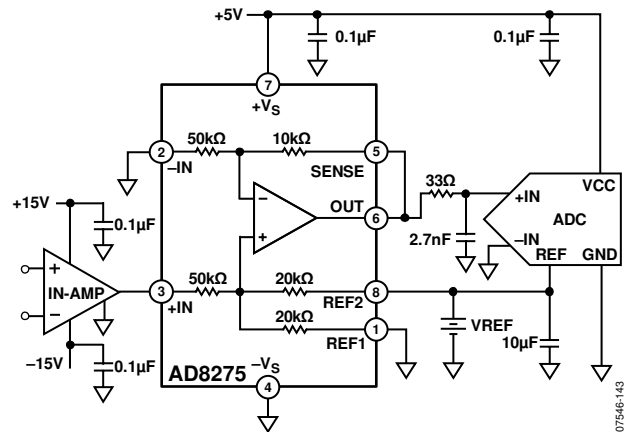 +5V
0.1µF
0.1µF
7
+VS
50kΩ
10kΩ
2
–IN
5
SENSE
33Ω
VCC
+15V
0.1µF
OUT
6
+IN
ADC
–IN
2.7nF
REF
GND
IN-AMP
3
+IN
50kΩ
20kΩ
8
REF2
20kΩ
1
REF1
VREF
10µF
–15V
0.1µF
–VS
AD8275
4
07546-143